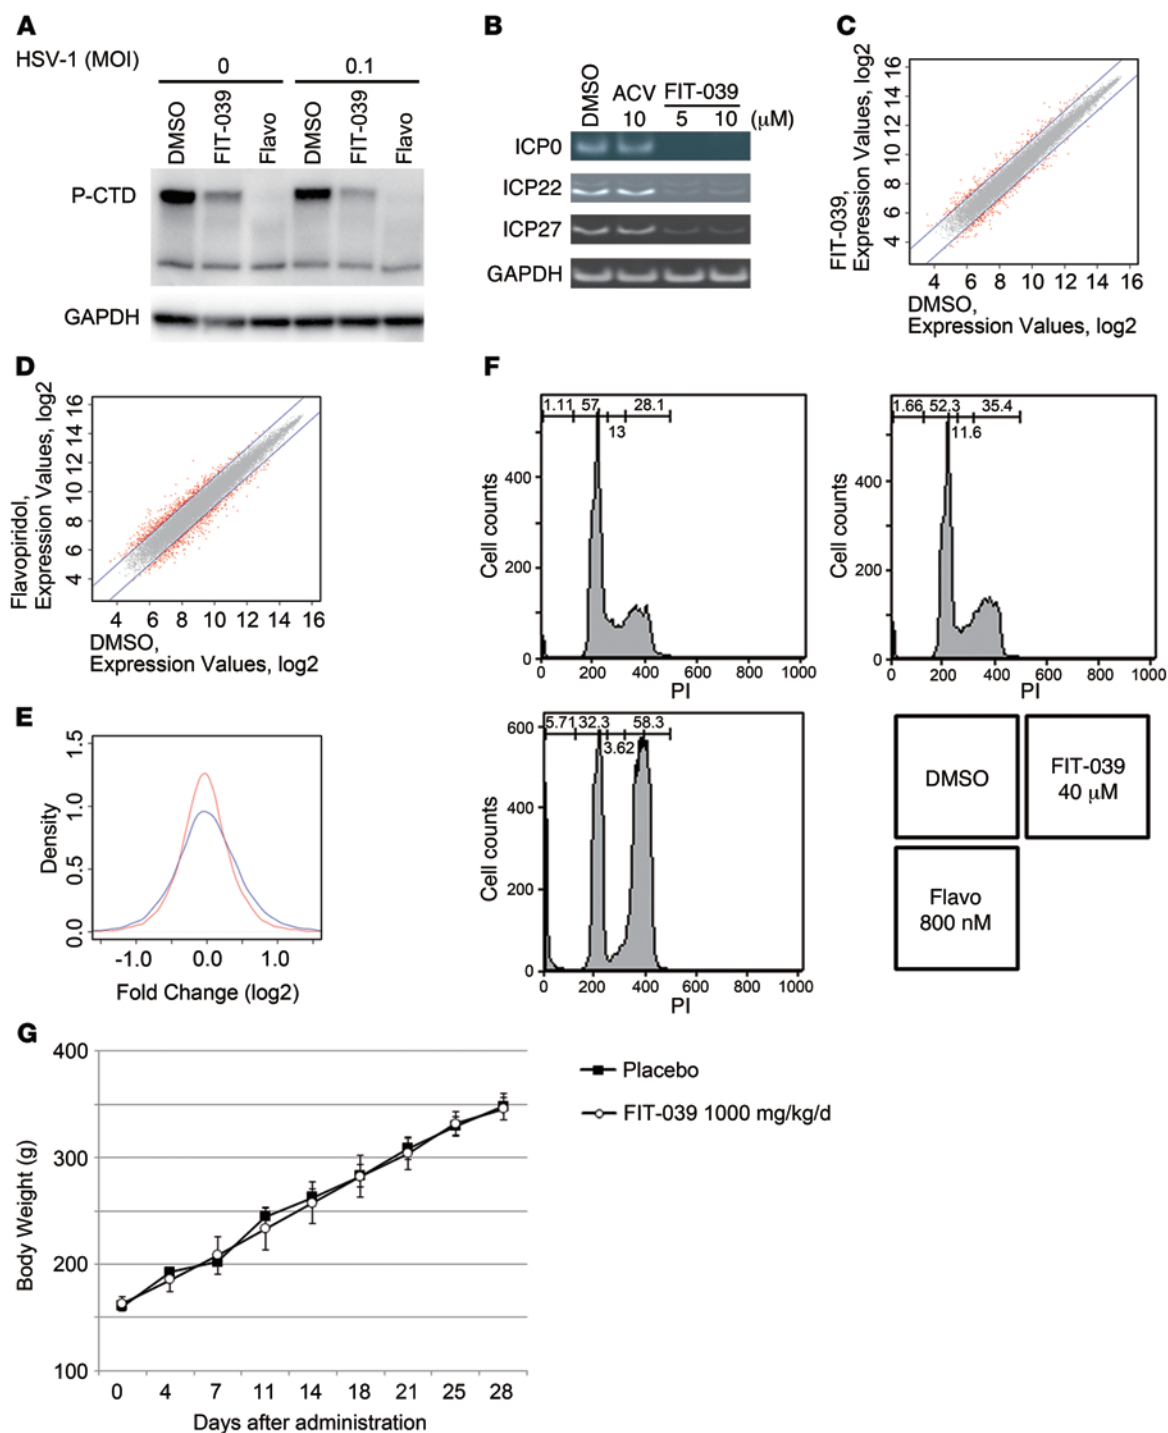 A
HSV-1 (MOI)
0
0.1
DMSO
FIT-039
Flavo
DMSO
FIT-039
Flavo
P-CTD
GAPDH
B
DMSO
ACV
FIT-039
10
5
10
(μM)
ICP0
ICP22
ICP27
GAPDH
C
FIT-039,
Expression Values, log2
16
14
12
10
8
6
4
4 6 8 10 12 14 16
DMSO,
Expression Values, log2
D
Flavopiridol,
Expression Values, log2
16
14
12
10
8
6
4
4 6 8 10 12 14 16
DMSO,
Expression Values, log2
E
Density
1.5
1.0
0.5
0.0
-1.0 0.0 1.0
Fold Change (log2)
F
1.11 57 28.1
13
Cell counts
400
200
0
0 200 400 600 800 1000
PI
1.66 52.3 35.4
11.6
Cell counts
400
200
0
0 200 400 600 800 1000
PI
5.71 32.3 58.3
3.62
Cell counts
600
400
200
0
0 200 400 600 800 1000
PI
DMSO
FIT-039
40 μM
Flavo
800 nM
G
Body Weight (g)
400
300
200
100
0 4 7 11 14 18 21 25 28
Days after administration
Placebo
FIT-039 1000 mg/kg/d